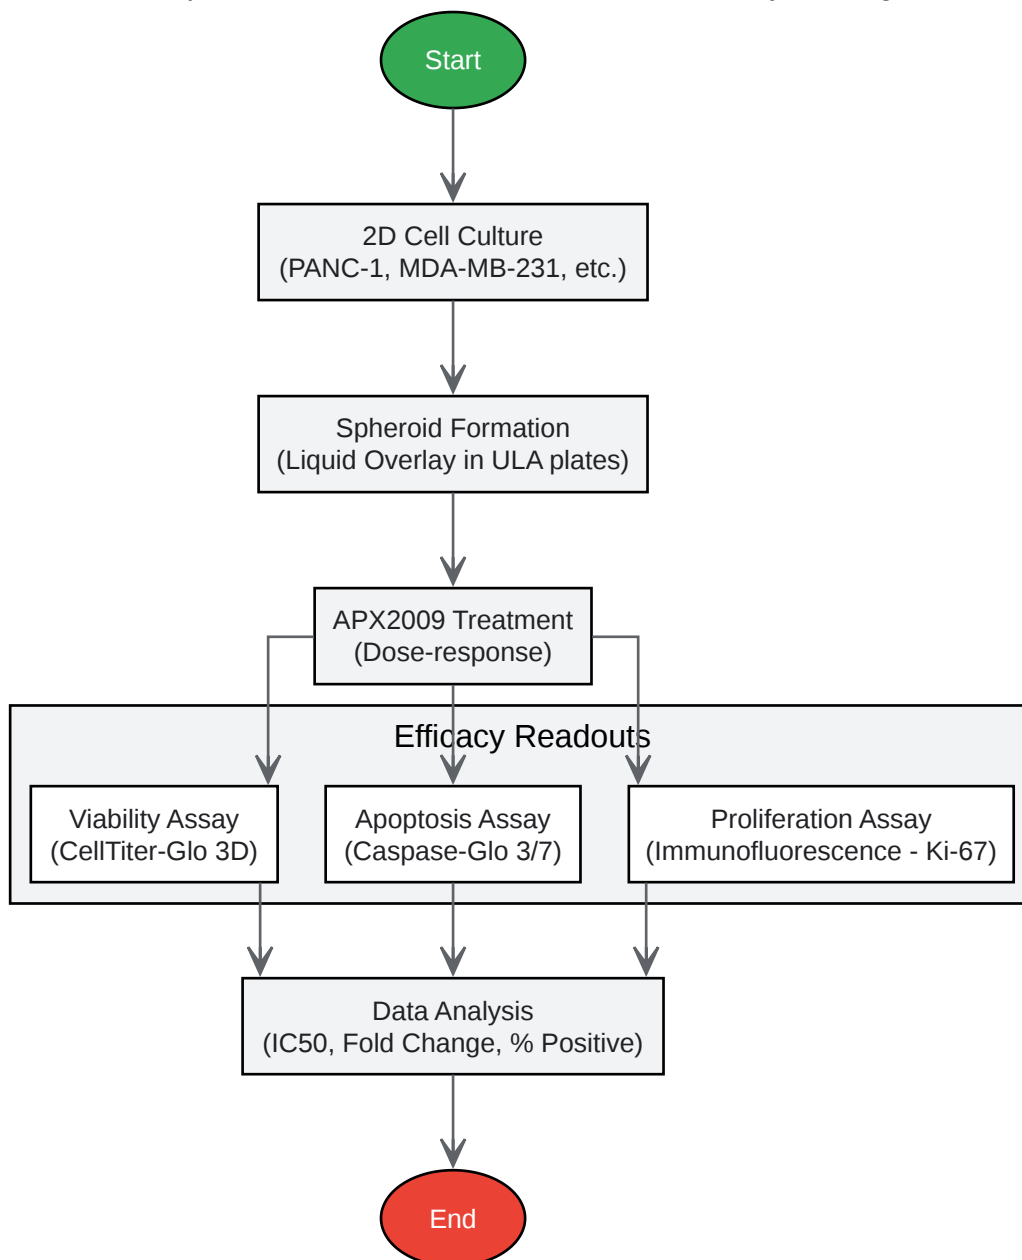 Start
2D Cell Culture
(PANC-1, MDA-MB-231, etc.)
Spheroid Formation
(Liquid Overlay in ULA plates)
APX2009 Treatment
(Dose-response)
Efficacy Readouts
Viability Assay
(CellTiter-Glo 3D)
Apoptosis Assay
(Caspase-Glo 3/7)
Proliferation Assay
(Immunofluorescence - Ki-67)
Data Analysis
(IC50, Fold Change, % Positive)
End